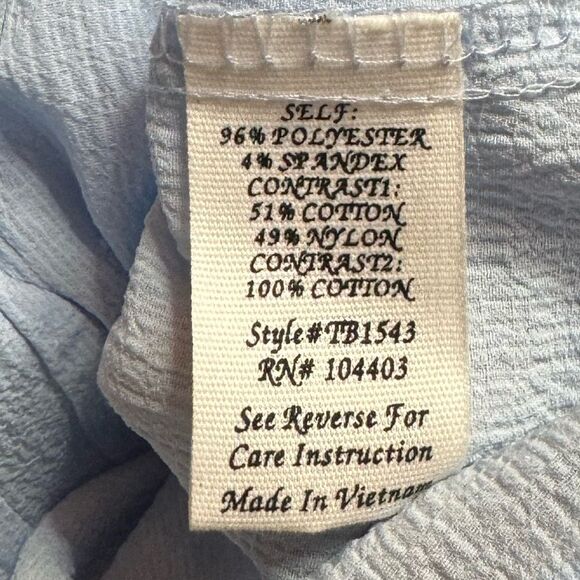 SELF:
96% POLYESTER
4% SPANDEX
CONTRAST1:
51% COTTON
49% NYLON
CONTRAST2:
100% COTTON
Style#TB1543
RN# 104403
See Reverse For
Care Instruction
Made In Vietnam